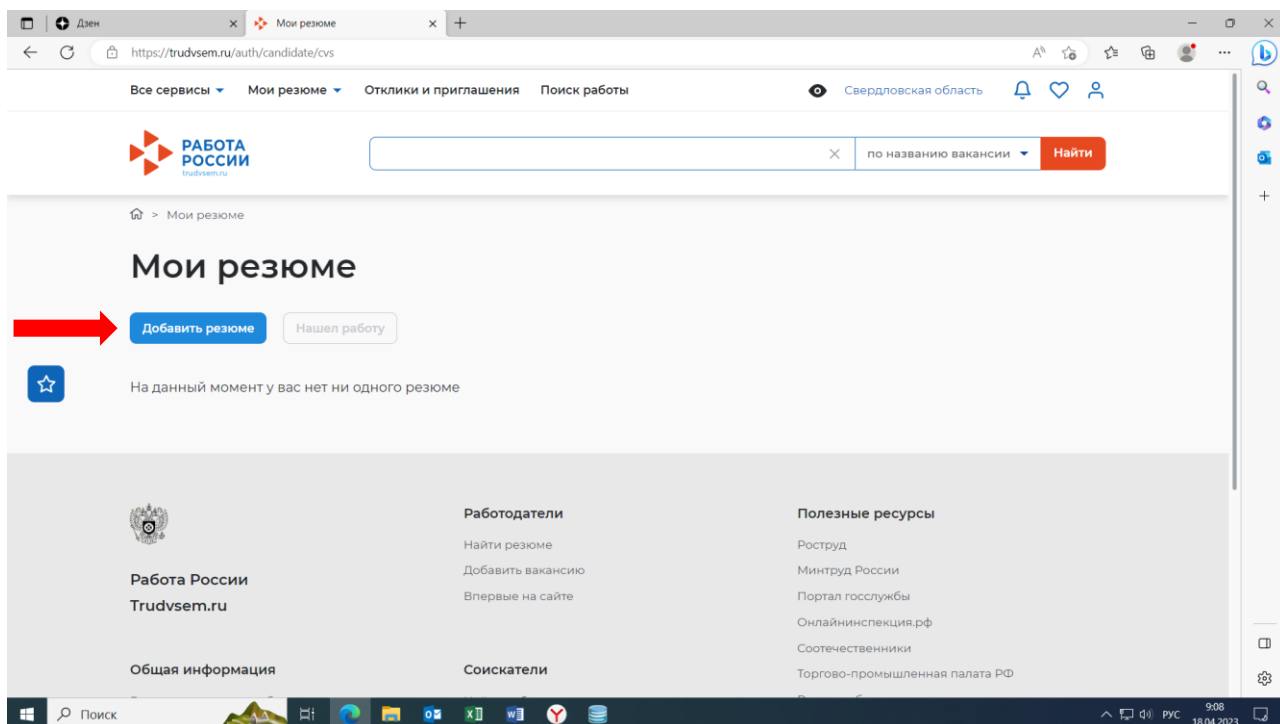 Дзен
Мои резюме
https://trudvsem.ru/auth/candidate/cvs
Все сервисы Мои резюме Отклики и приглашения Поиск работы Свердловская область
РАБОТА
РОССИИ
trudvsem.ru
по названию вакансии Найти
> Мои резюме
Мои резюме
Добавить резюме Нашел работу
На данный момент у вас нет ни одного резюме
Работа России
Trudvsem.ru
Общая информация
Работодатели
Найти резюме
Добавить вакансию
Впервые на сайте
Соискатели
Полезные ресурсы
Роструд
Минтруд России
Портал госслужбы
Онлайнинспекция.рф
Соотечественники
Торгово-промышленная палата РФ
Поиск
РУС
9:08
18.04.2023